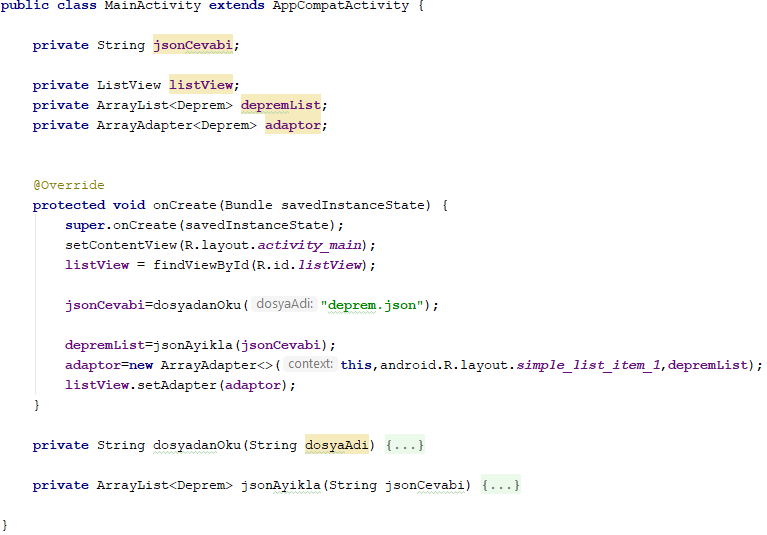 public class MainActivity extends AppCompatActivity {
private String jsonCevabi;
private ListView listView;
private ArrayList<Deprem> depremList;
private ArrayAdapter<Deprem> adaptor;
@Override
protected void onCreate(Bundle savedInstanceState) {
super.onCreate(savedInstanceState);
setContentView(R.layout.activity_main);
listView = findViewById(R.id.listView);
jsonCevabi=dosyadanOku( dosyaAdi: "deprem.json");
depremList=jsonAyikla(jsonCevabi);
adaptor=new ArrayAdapter<>( context: this,android.R.layout.simple_list_item_1,depremList);
listView.setAdapter(adaptor);
}
private String dosyadanOku(String dosyaAdi) {...}
private ArrayList<Deprem> jsonAyikla(String jsonCevabi) {...}
}